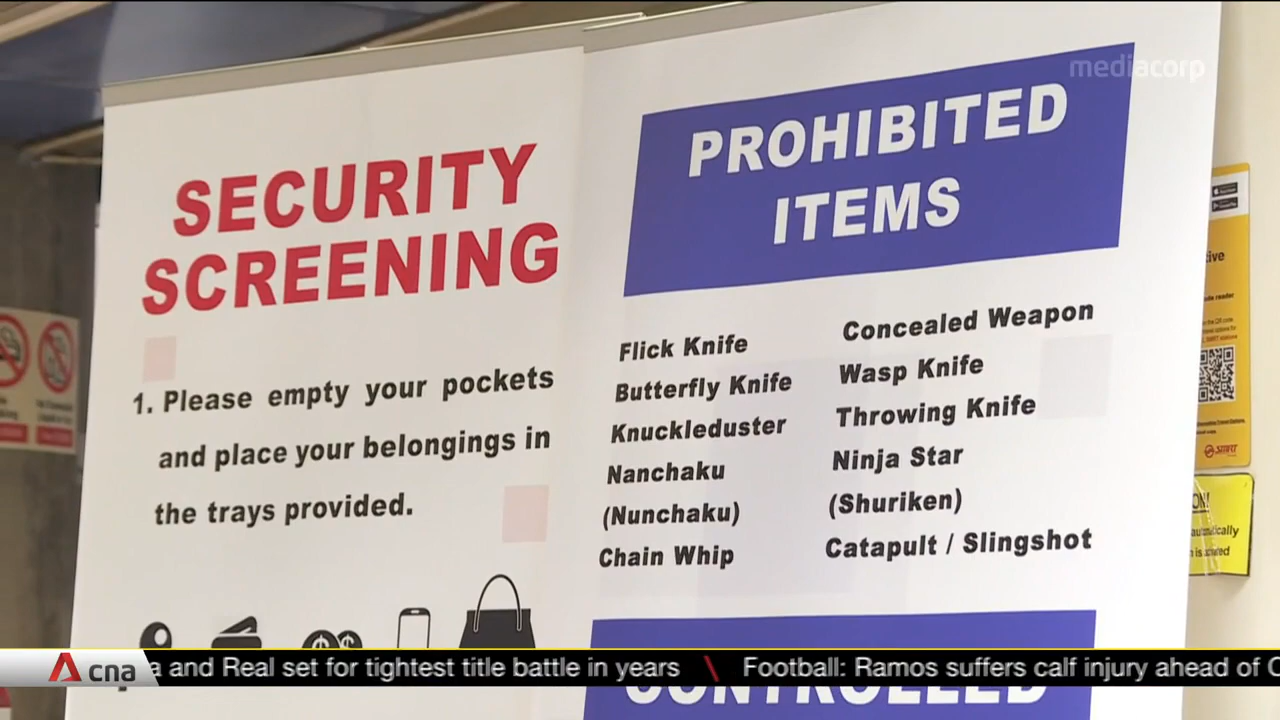 mediacorp
SECURITY
SCREENING
1. Please empty your pockets
and place your belongings in
the trays provided.
PROHIBITED
ITEMS
Flick Knife
Butterfly Knife
Knuckleduster
Nanchaku
(Nunchaku)
Chain Whip
Concealed Weapon
Wasp Knife
Throwing Knife
Ninja Star
(Shuriken)
Catapult / Slingshot
CONTROLLED
cna
a and Real set for tightest title battle in years \ Football: Ramos suffers calf injury ahead of C